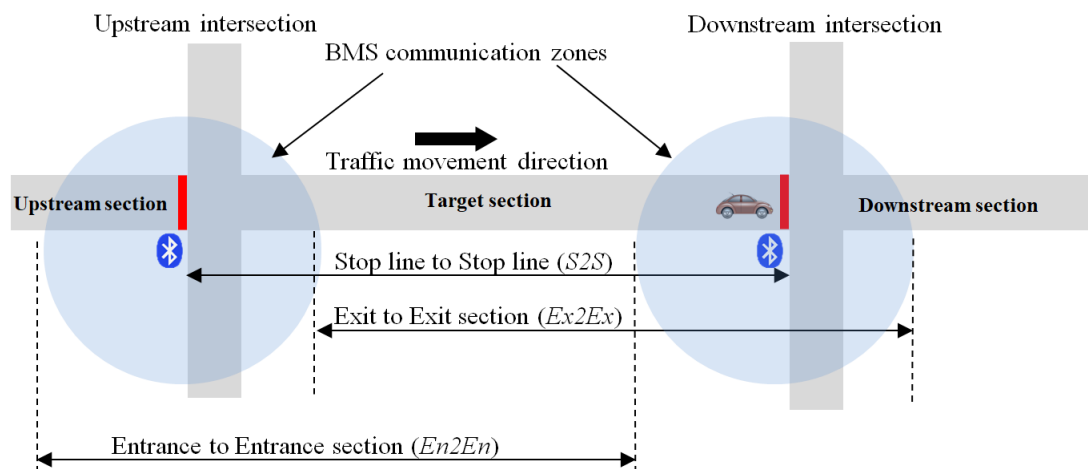 Upstream intersection
Downstream intersection
BMS communication zones
Traffic movement direction
Upstream section
Target section
Downstream section
Stop line to Stop line (S2S)
Exit to Exit section (Ex2Ex)
Entrance to Entrance section (En2En)